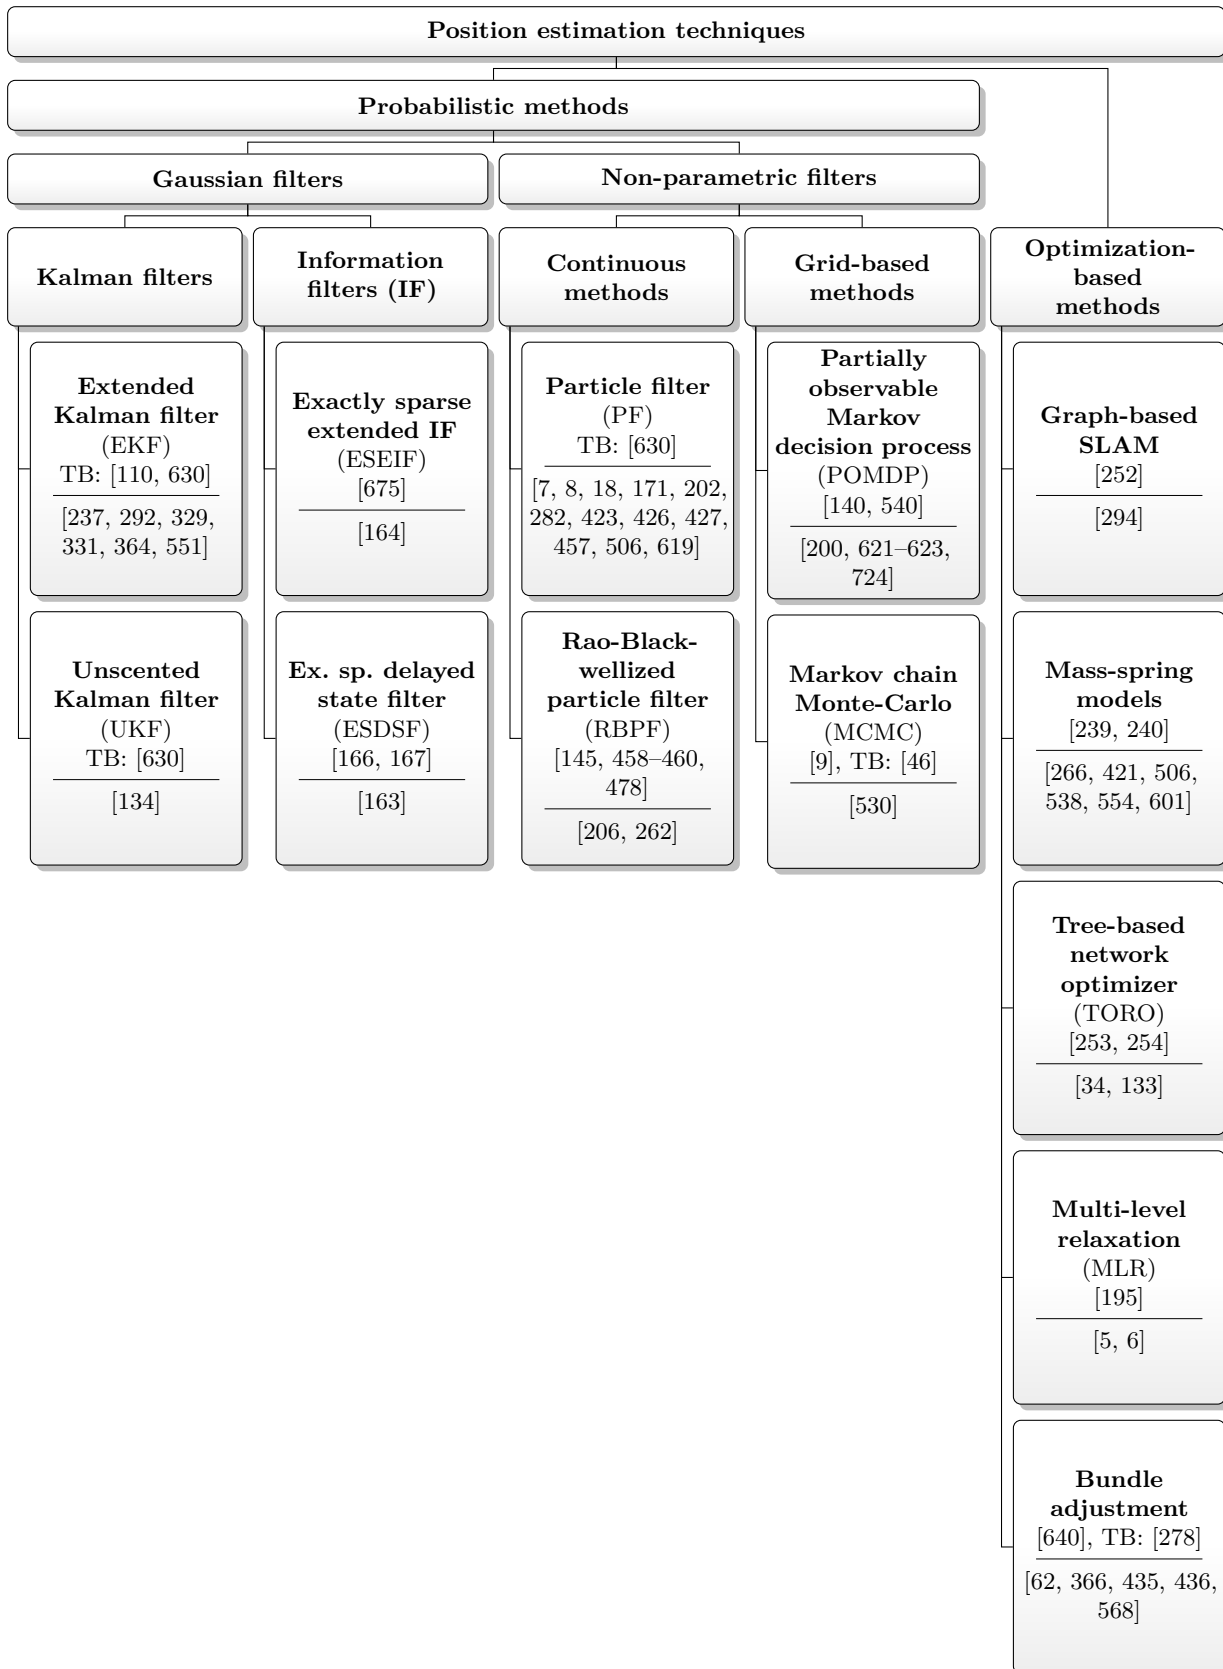 Position estimation techniques
Probabilistic methods
Gaussian filters
Non-parametric filters
Kalman filters
Information
filters (IF)
Continuous
methods
Grid-based
methods
Optimization-
based
methods
Extended
Kalman filter
(EKF)
TB: [110, 630]
[237, 292, 329,
331, 364, 551]
Exactly sparse
extended IF
(ESEIF)
[675]
[164]
Particle filter
(PF)
TB: [630]
[7, 8, 18, 171, 202,
282, 423, 426, 427,
457, 506, 619]
Partially
observable
Markov
decision process
(POMDP)
[140, 540]
[200, 621–623,
724]
Graph-based
SLAM
[252]
[294]
Unscented
Kalman filter
(UKF)
TB: [630]
[134]
Ex. sp. delayed
state filter
(ESDSF)
[166, 167]
[163]
Rao-Black-
wellized
particle filter
(RBPF)
[145, 458–460,
478]
[206, 262]
Markov chain
Monte-Carlo
(MCMC)
[9], TB: [46]
[530]
Mass-spring
models
[239, 240]
[266, 421, 506,
538, 554, 601]
Tree-based
network
optimizer
(TORO)
[253, 254]
[34, 133]
Multi-level
relaxation
(MLR)
[195]
[5, 6]
Bundle
adjustment
[640], TB: [278]
[62, 366, 435, 436,
568]